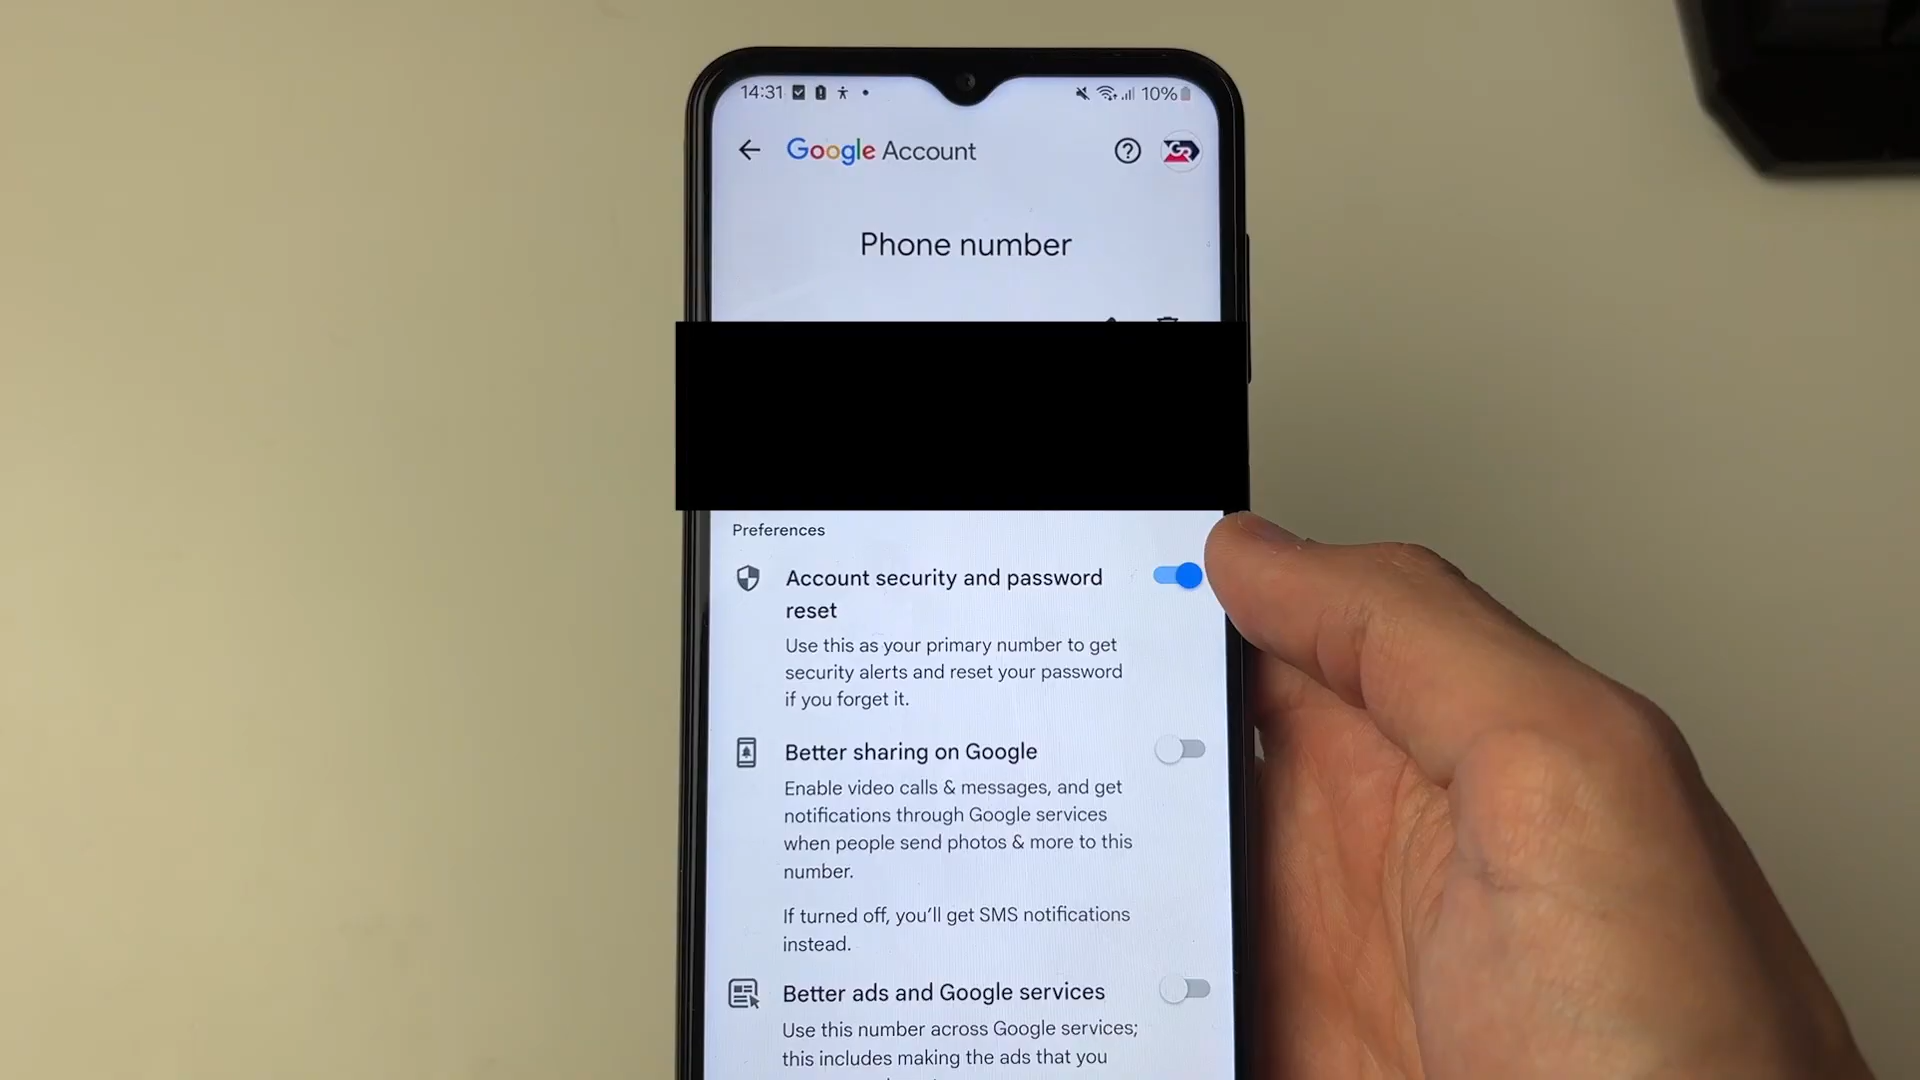 14:31 10%
Google Account
Phone number
Preferences
Account security and password
reset
Use this as your primary number to get
security alerts and reset your password
if you forget it.
Better sharing on Google
Enable video calls & messages, and get
notifications through Google services
when people send photos & more to this
number.
If turned off, you'll get SMS notifications
instead.
Better ads and Google services
Use this number across Google services;
this includes making the ads that you